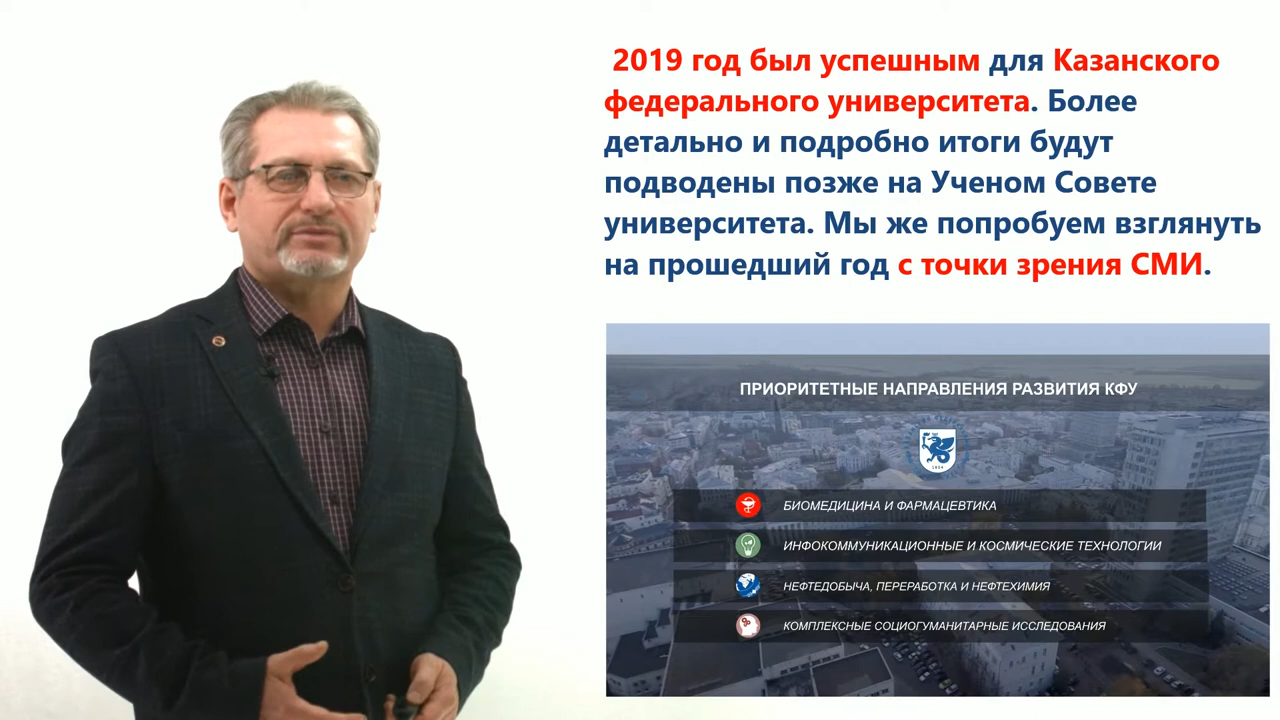 2019 год был успешным для Казанского
федерального университета. Более
детально и подробно итоги будут
подводены позже на Ученом Совете
университета. Мы же попробуем взглянуть
на прошедший год с точки зрения СМИ.
ПРИОРИТЕТНЫЕ НАПРАВЛЕНИЯ РАЗВИТИЯ КФУ
1804
БИОМЕДИЦИНА И ФАРМАЦЕВТИКА
ИНФОКОММУНИКАЦИОННЫЕ И КОСМИЧЕСКИЕ ТЕХНОЛОГИИ
НЕФТЕДОБЫЧА, ПЕРЕРАБОТКА И НЕФТЕХИМИЯ
КОМПЛЕКСНЫЕ СОЦИОГУМАНИТАРНЫЕ ИССЛЕДОВАНИЯ